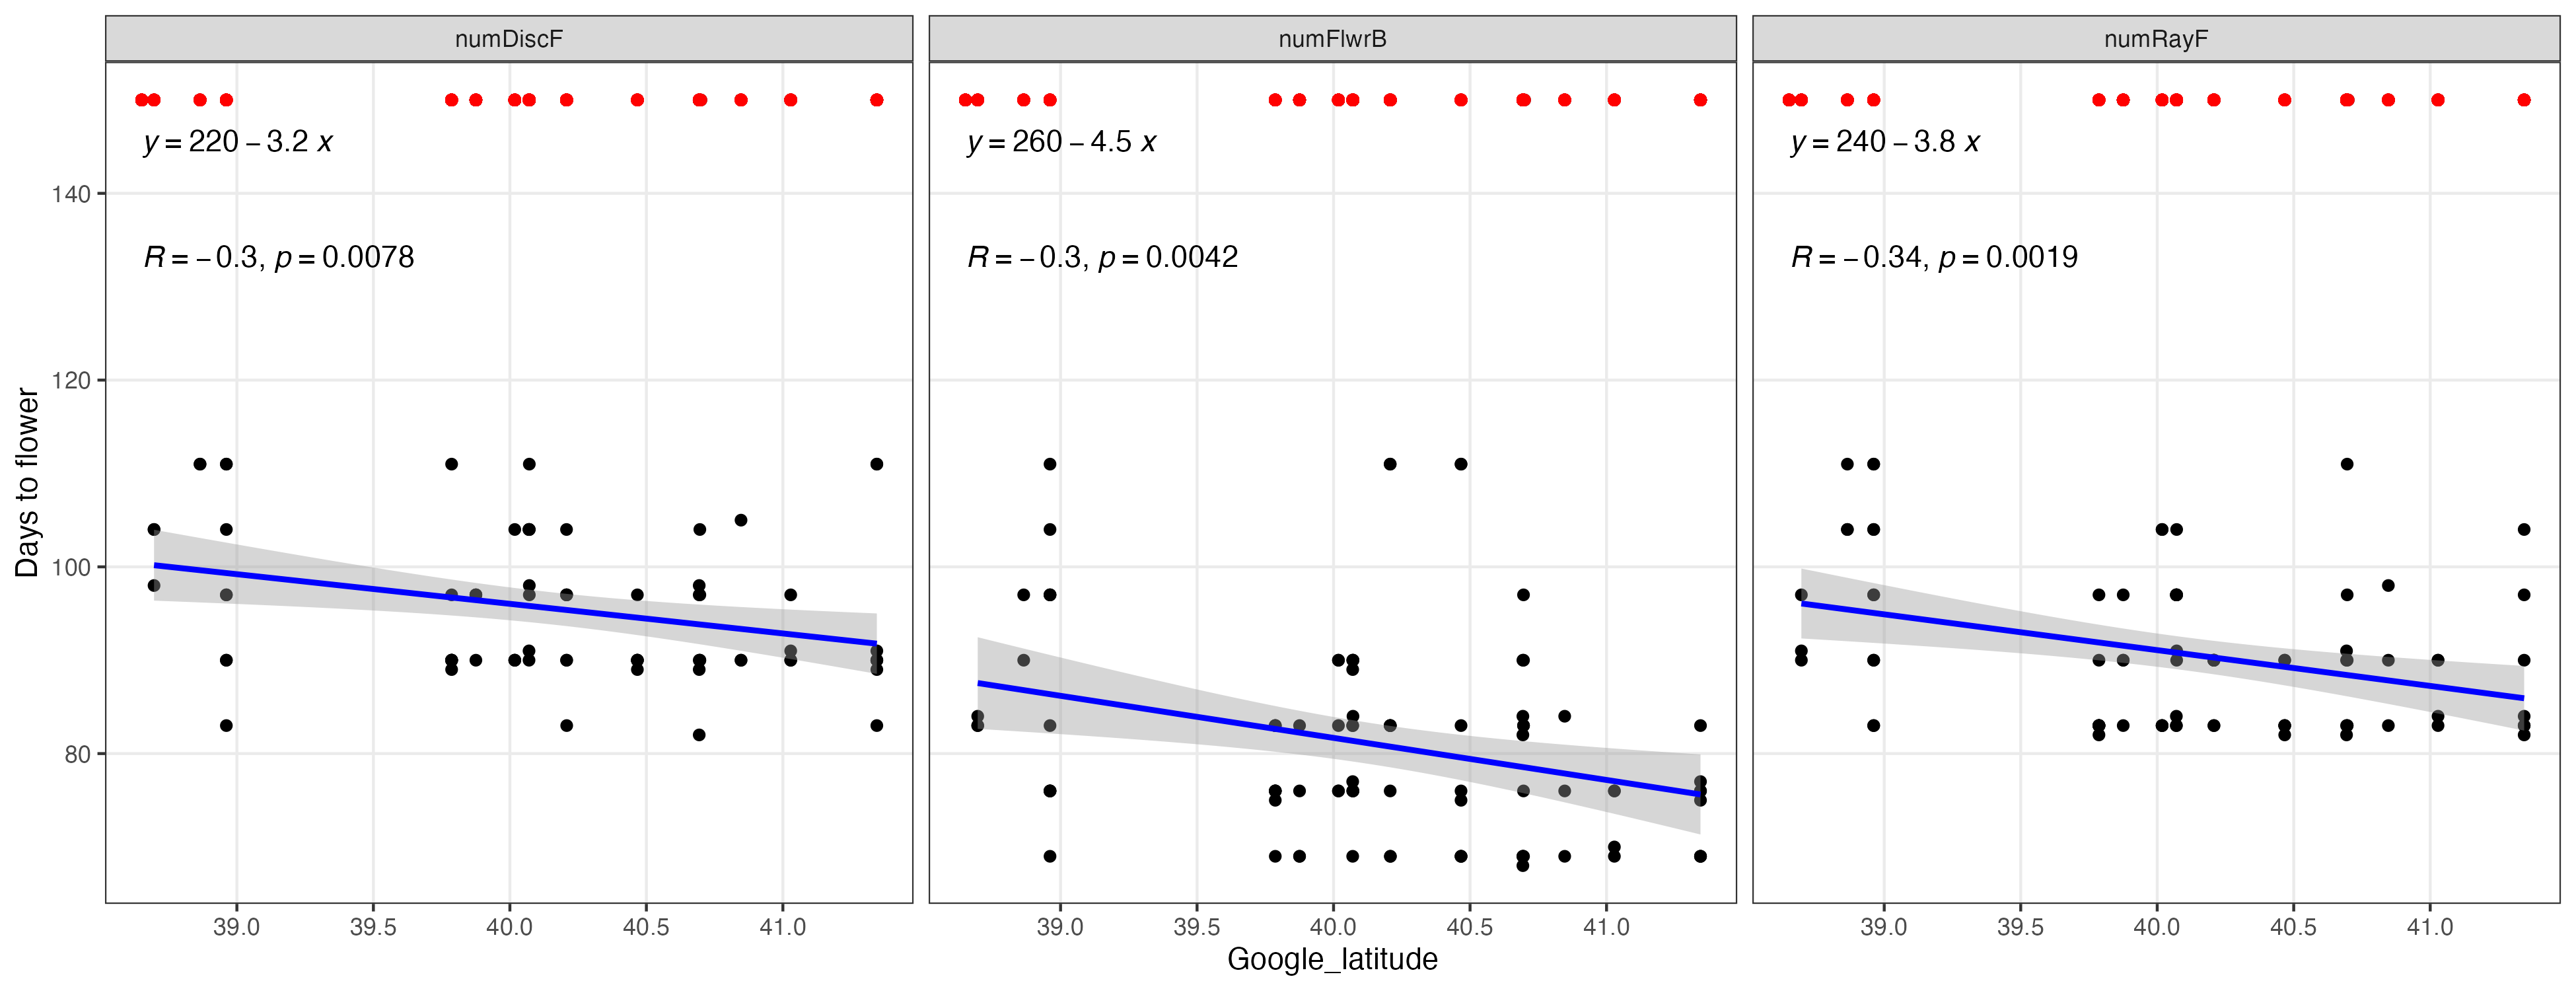 numDiscF numFlwrB numRayF
y = 220 − 3.2 x y = 260 − 4.5 x y = 240 − 3.8 x
140
R = −0.3, p = 0.0078 R = −0.3, p = 0.0042 R = −0.34, p = 0.0019
120
Days to flower
100
80
39.0 39.5 40.0 40.5 41.0 39.0 39.5 40.0 40.5 41.0 39.0 39.5 40.0 40.5 41.0
Google_latitude